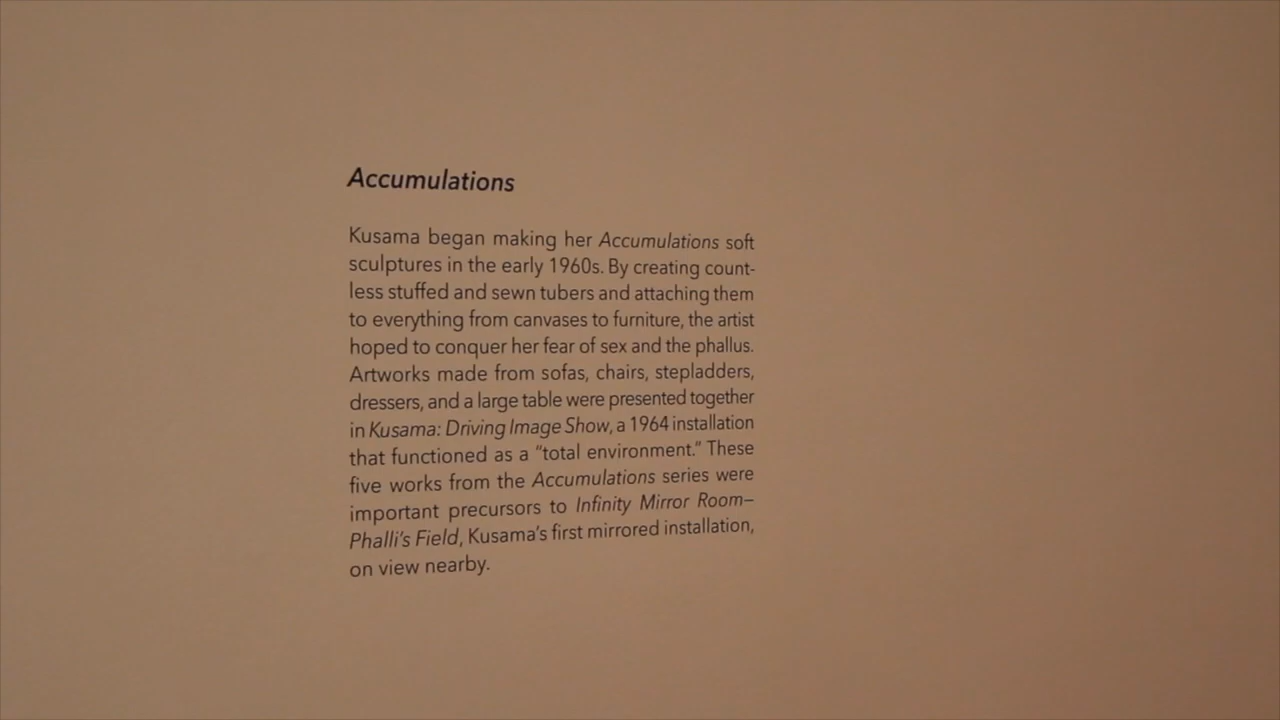 Accumulations
Kusama began making her Accumulations soft
sculptures in the early 1960s. By creating count-
less stuffed and sewn tubers and attaching them
to everything from canvases to furniture, the artist
hoped to conquer her fear of sex and the phallus.
Artworks made from sofas, chairs, stepladders,
dressers, and a large table were presented together
in Kusama: Driving Image Show, a 1964 installation
that functioned as a “total environment.” These
five works from the Accumulations series were
important precursors to Infinity Mirror Room–
Phalli’s Field, Kusama’s first mirrored installation,
on view nearby.